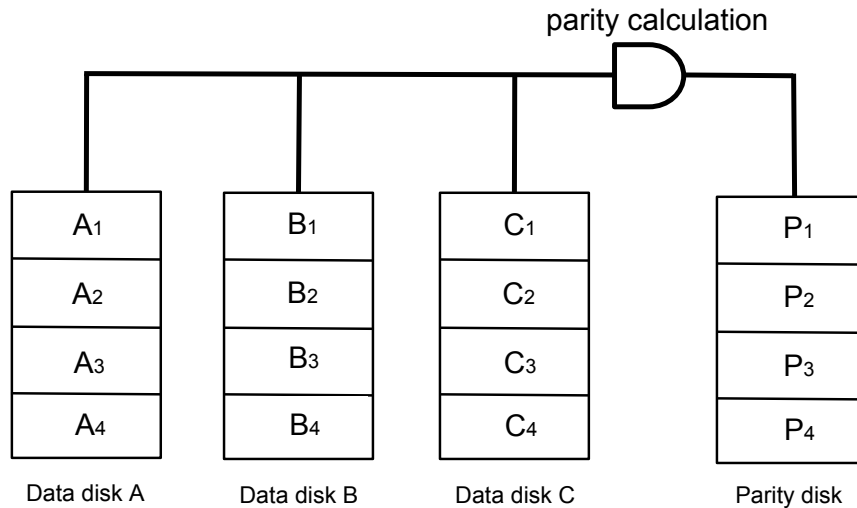 parity calculation
A1 B1 C1 P1
A2 B2 C2 P2
A3 B3 C3 P3
A4 B4 C4 P4
Data disk A Data disk B Data disk C Parity disk